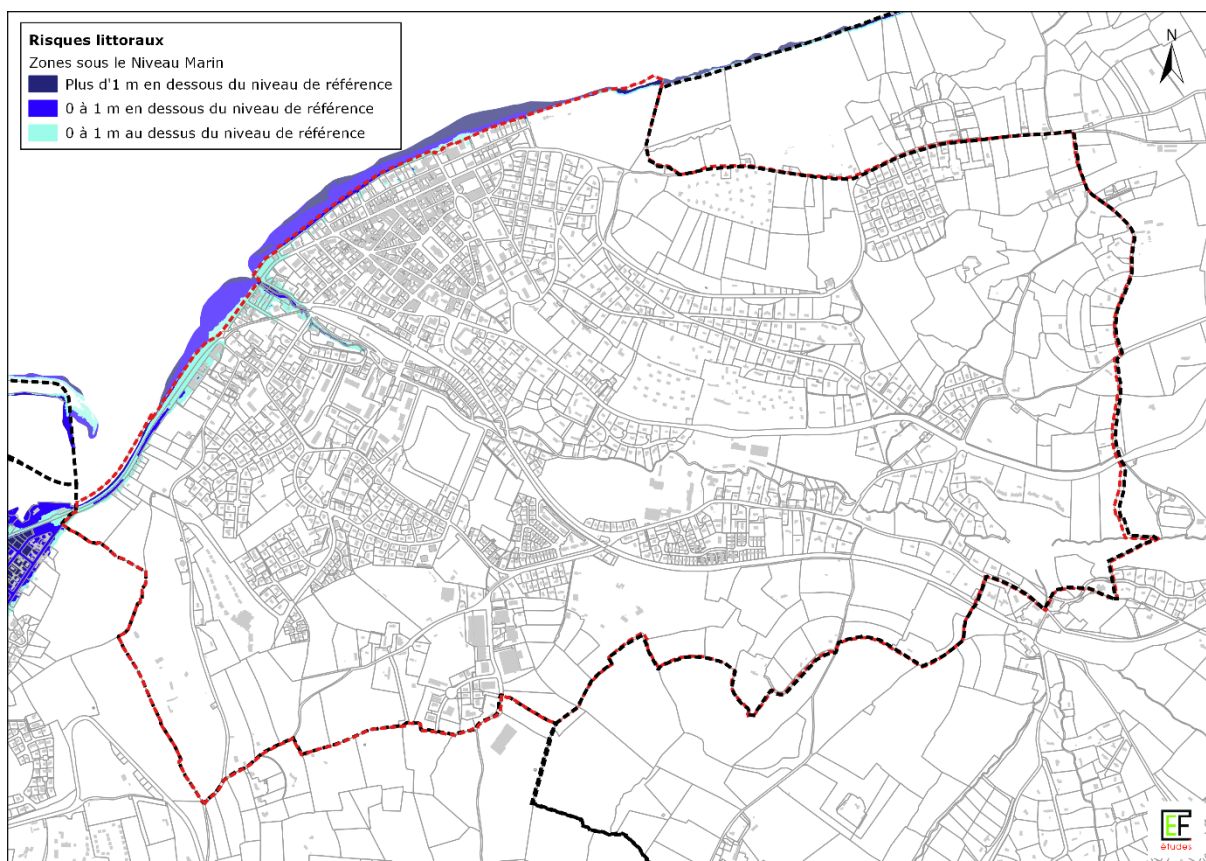 Risques littoraux
Zones sous le Niveau Marin
Plus d'1 m en dessous du niveau de référence
0 à 1 m en dessous du niveau de référence
0 à 1 m au dessus du niveau de référence
N
EF
études